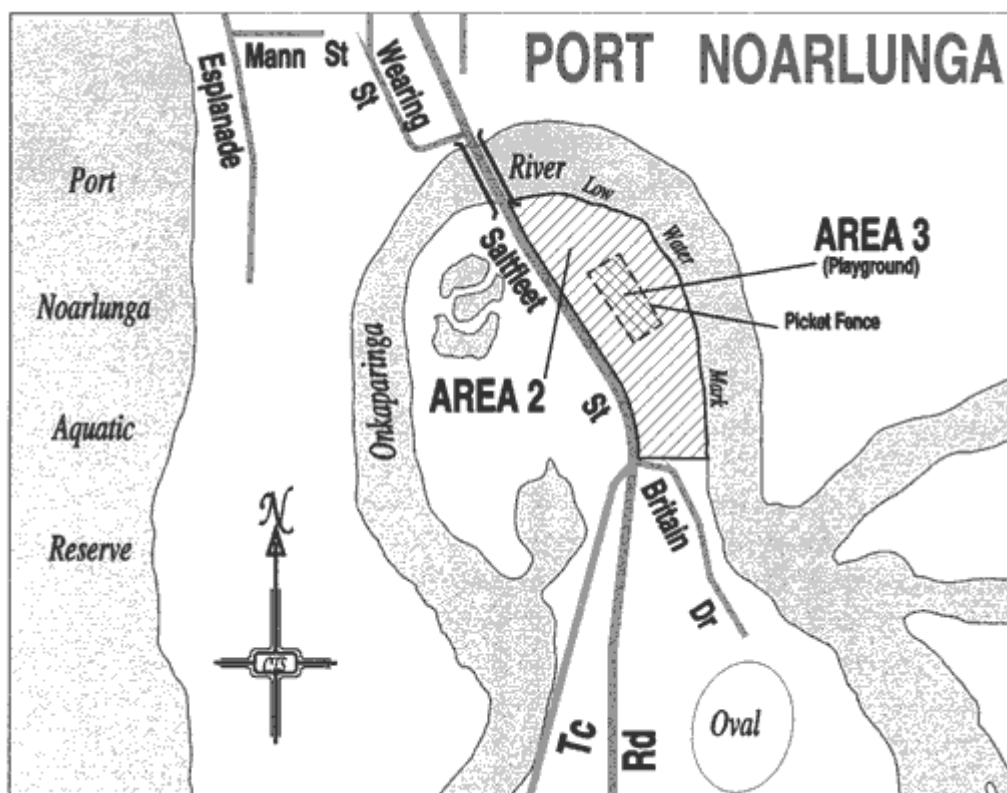 PORT NOARLUNGA
Mann St
Esplanade
Wearing
St
Port
River
Low
Water
Mark
AREA 3
(Playground)
Picket Fence
Saltfleet
St
Noarlunga
AREA 2
Onkaparinga
Aquatic
Reserve
N
Britain
Dr
Tc
Rd
Oval